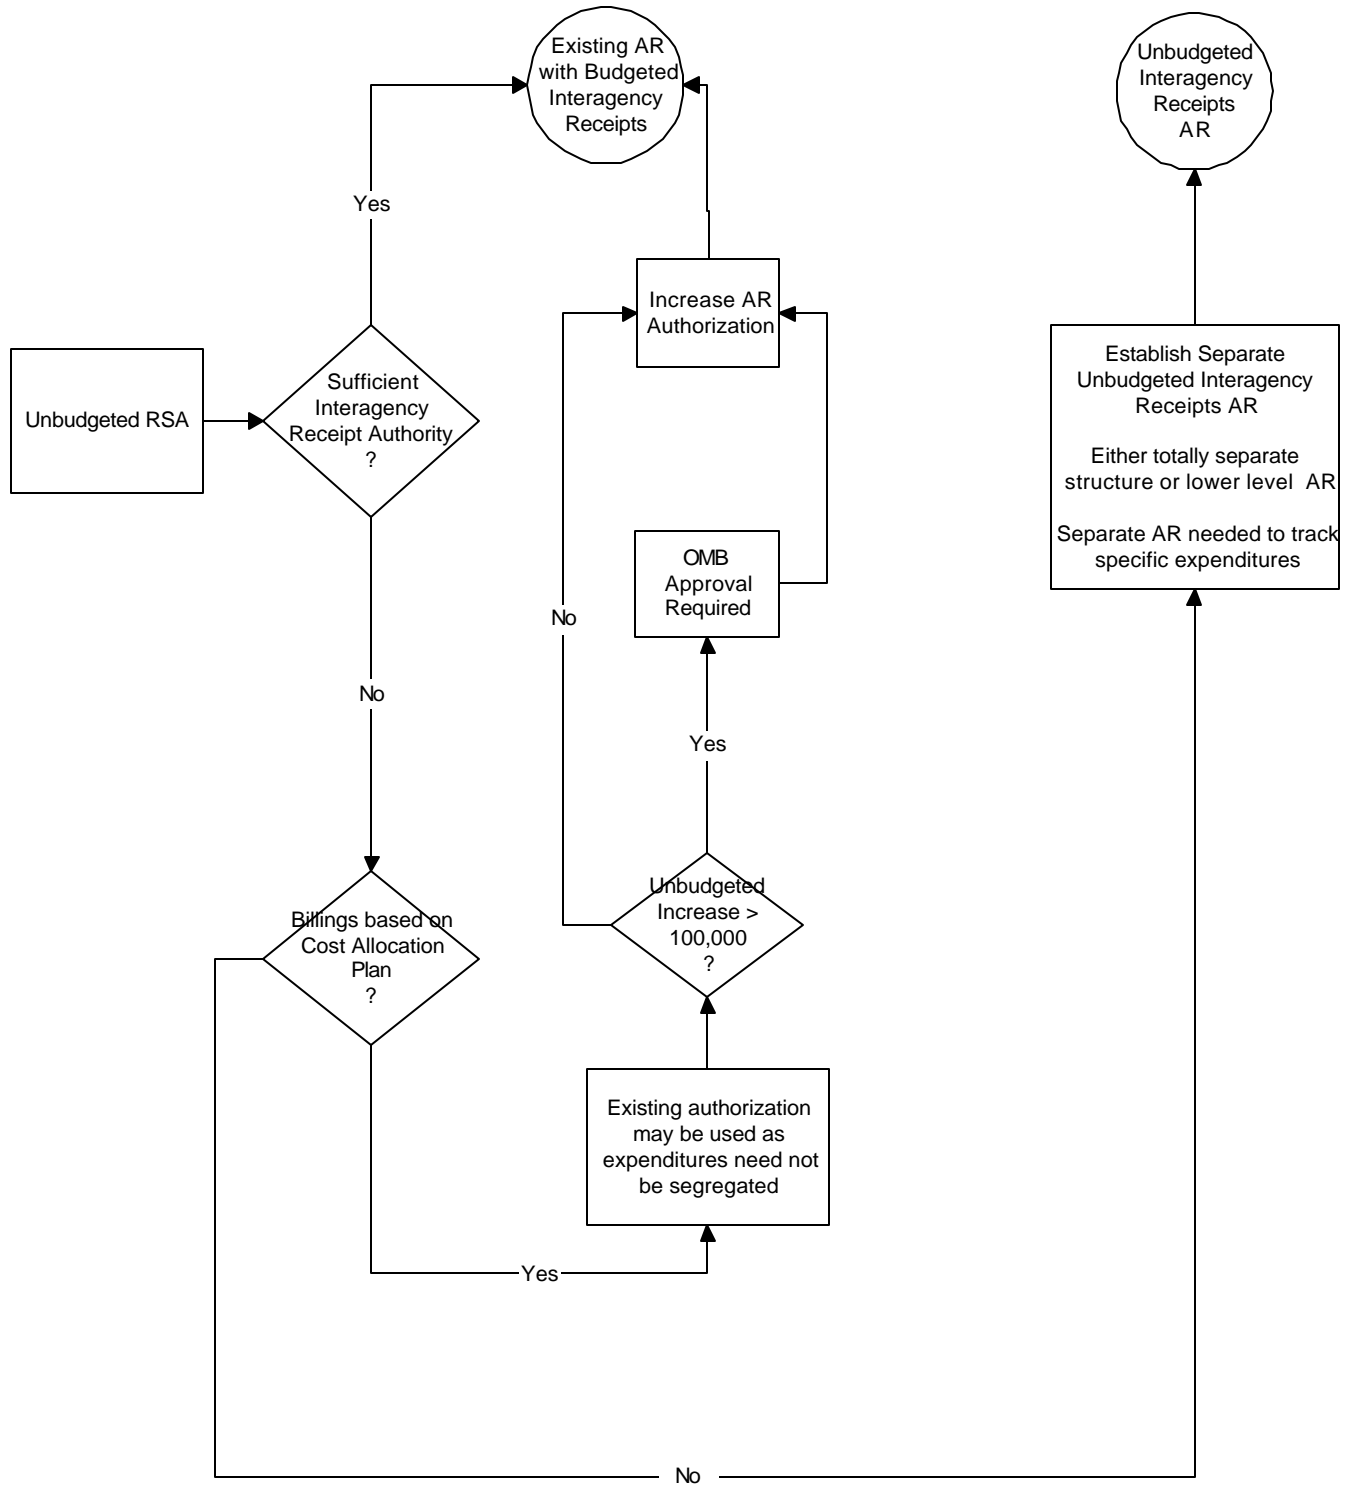 Existing AR
with Budgeted
Interagency
Receipts
Unbudgeted
Interagency
Receipts
AR
Yes
Increase AR
Authorization
Unbudgeted RSA
Sufficient
Interagency
Receipt Authority
?
Establish Separate
Unbudgeted Interagency
Receipts AR
Either totally separate
structure or lower level AR
Separate AR needed to track
specific expenditures
OMB
Approval
Required
No
No
Yes
Billings based on
Cost Allocation
Plan
?
Unbudgeted
Increase >
100,000
?
Existing authorization
may be used as
expenditures need not
be segregated
Yes
No